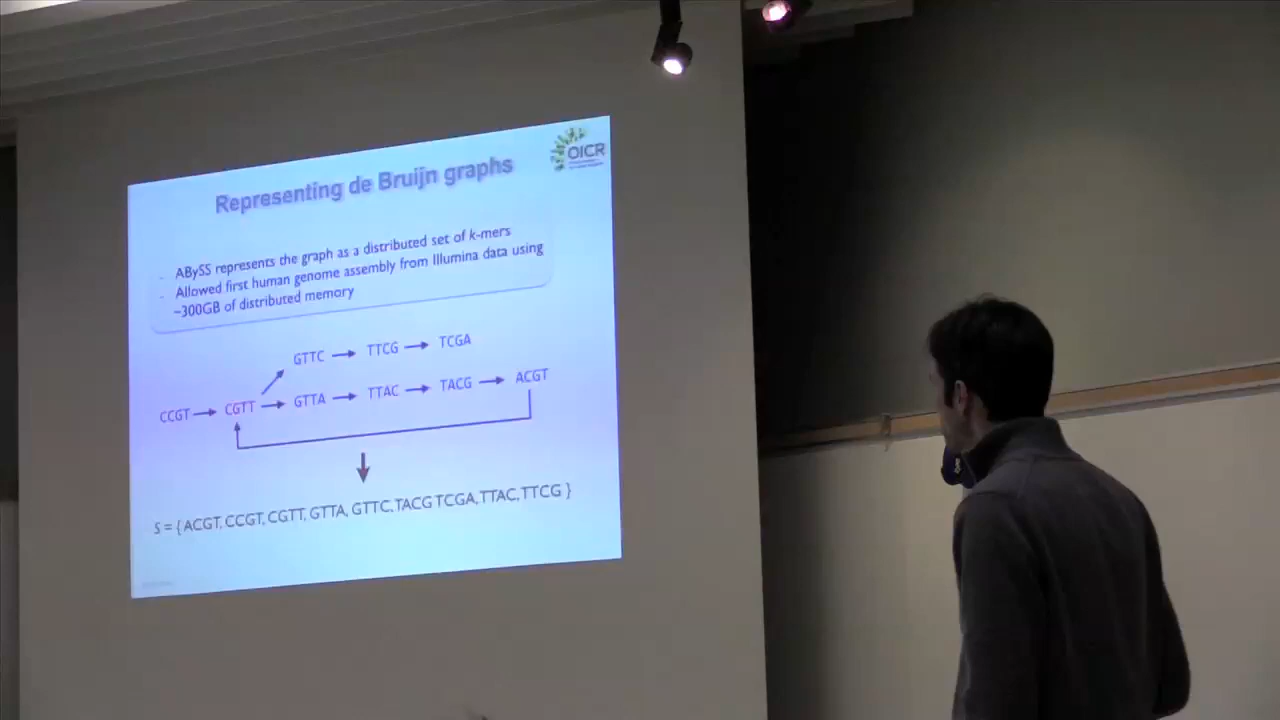 OICR
Representing de Bruijn graphs
- ABySS represents the graph as a distributed set of k-mers
- Allowed first human genome assembly from Illumina data using
~300GB of distributed memory
GTTC → TTCG → TCGA
CCGT → CGTT → GTTA → TTAC → TACG → ACGT
S = { ACGT, CCGT, CGTT, GTTA, GTTC, TACG TCGA, TTAC, TTCG }